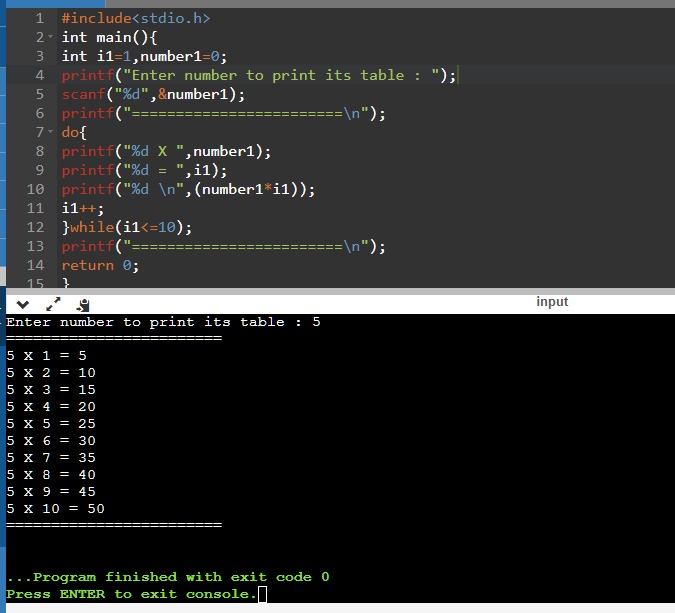 1 #include<stdio.h>
2 int main(){
3 int i1=1,number1=0;
4 printf("Enter number to print its table : ");
5 scanf("%d",&number1);
6 printf("========================\n");
7 do{
8 printf("%d X ",number1);
9 printf("%d = ",i1);
10 printf("%d \n",(number1*i1));
11 i1++;
12 }while(i1<=10);
13 printf("========================\n");
14 return 0;
15 }
input
Enter number to print its table : 5
========================
5 X 1 = 5
5 X 2 = 10
5 X 3 = 15
5 X 4 = 20
5 X 5 = 25
5 X 6 = 30
5 X 7 = 35
5 X 8 = 40
5 X 9 = 45
5 X 10 = 50
========================
...Program finished with exit code 0
Press ENTER to exit console.